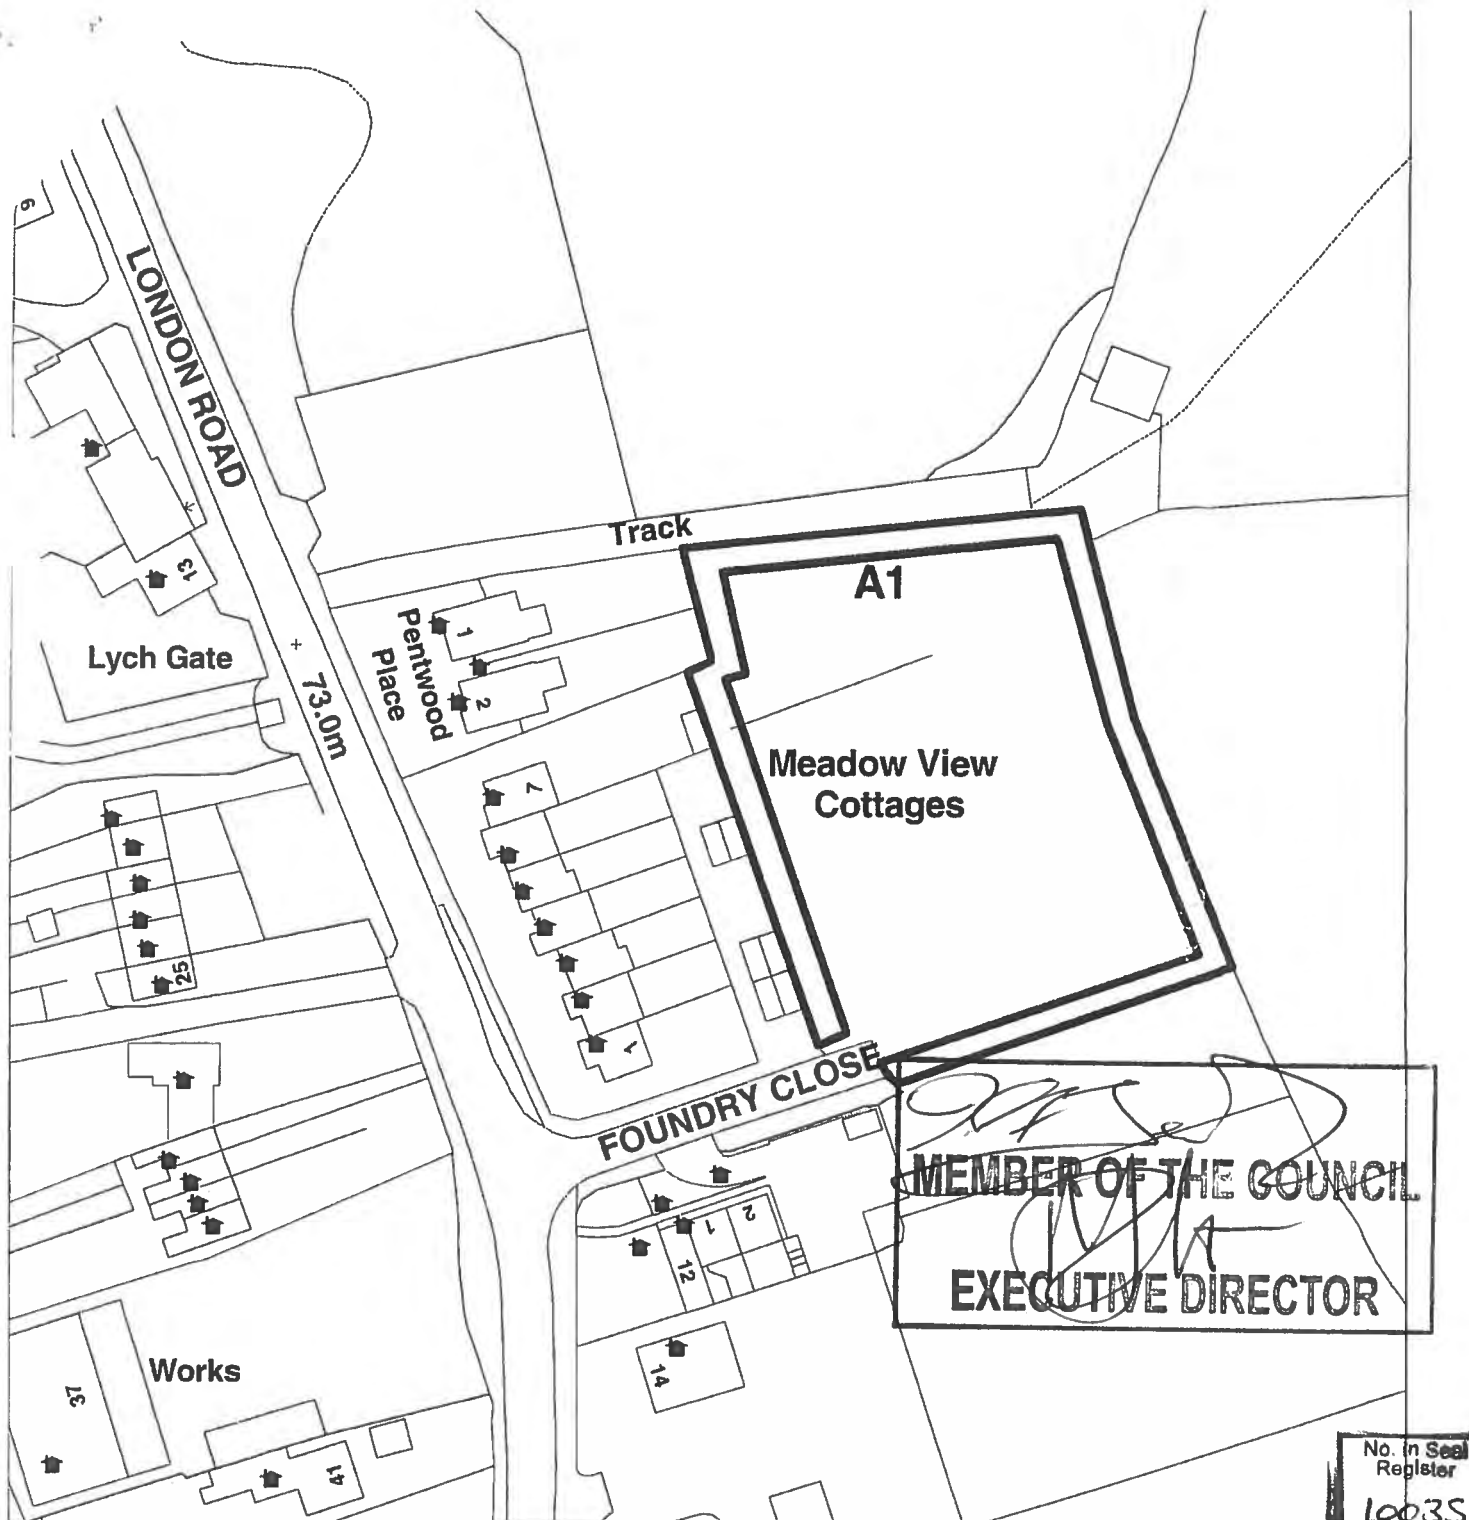 9
LONDON ROAD
Track
A1
13
Lych Gate
73.0m
Pentwood
Place
1
2
Meadow View
Cottages
7
25
1
FOUNDRY CLOSE
MEMBER OF THE COUNCIL
EXECUTIVE DIRECTOR
1
2
12
14
Works
37
41
No. in Seal
Register
10035